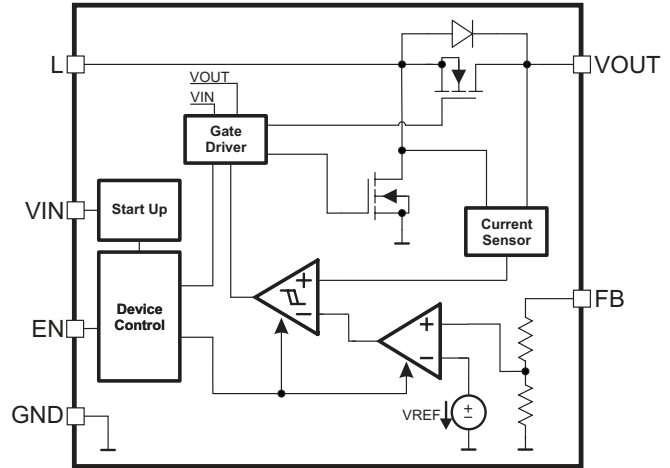 L
VOUT
VOUT
VIN
Gate
Driver
VIN
Start Up
Current
Sensor
Device
Control
EN
FB
GND
VREF
+
−
+
−
+
−